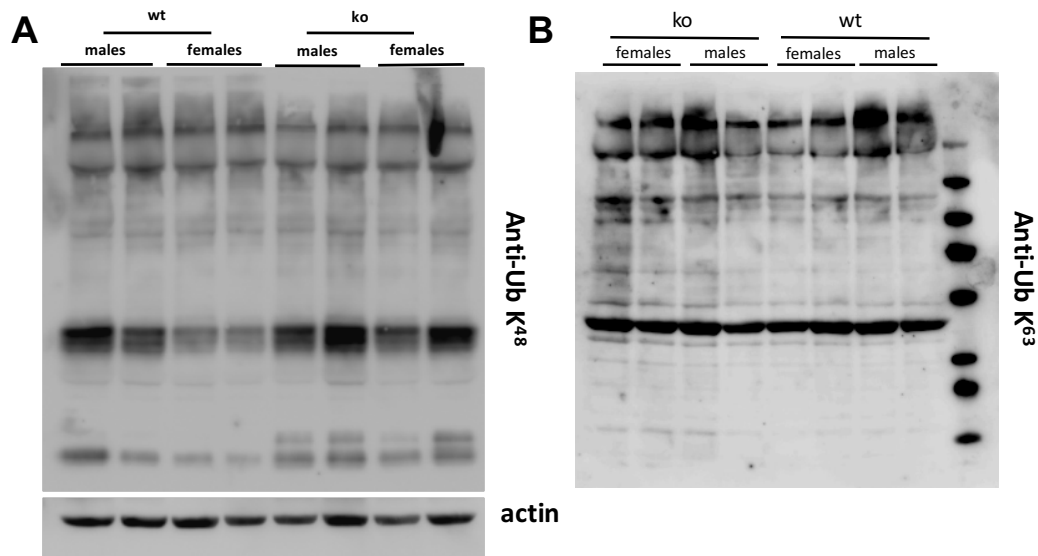 A
wt
ko
males
females
males
females
Anti-Ub K⁴⁸
actin
B
ko
wt
females
males
females
males
Anti-Ub K⁶³